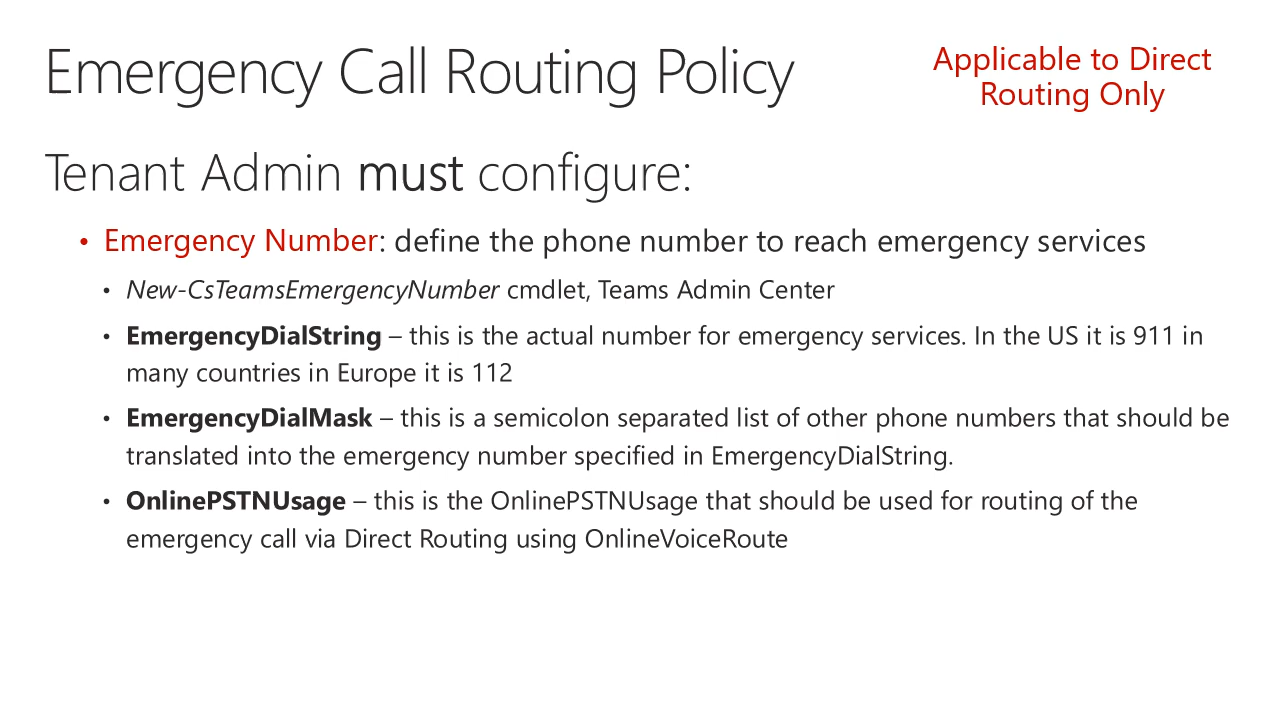 Emergency Call Routing Policy
Applicable to Direct
Routing Only
Tenant Admin must configure:
• Emergency Number: define the phone number to reach emergency services
• New-CsTeamsEmergencyNumber cmdlet, Teams Admin Center
• EmergencyDialString – this is the actual number for emergency services. In the US it is 911 in
many countries in Europe it is 112
• EmergencyDialMask – this is a semicolon separated list of other phone numbers that should be
translated into the emergency number specified in EmergencyDialString.
• OnlinePSTNUsage – this is the OnlinePSTNUsage that should be used for routing of the
emergency call via Direct Routing using OnlineVoiceRoute